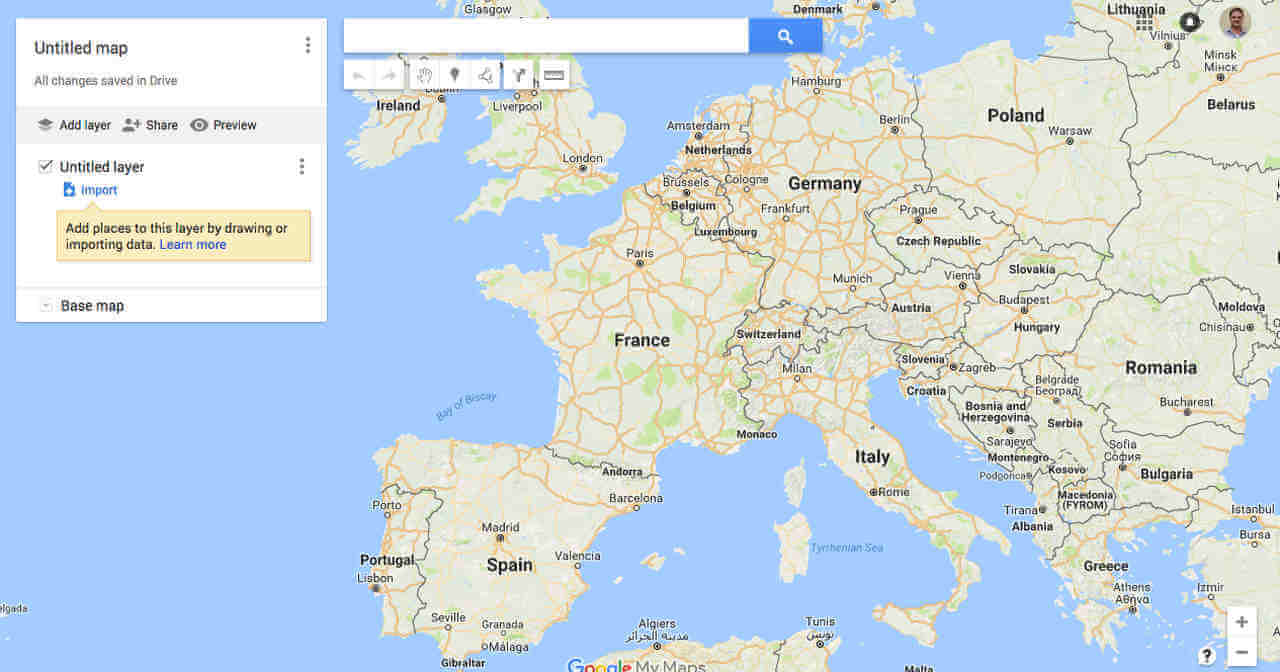 Untitled map
All changes saved in Drive
Add layer
Share
Preview
Untitled layer
Import
Add places to this layer by drawing or
importing data. Learn more
Base map
Glasgow
Denmark
Lithuania
Vilnius
Minsk
Мінск
Belarus
Dublin
Ireland
Liverpool
Hamburg
Amsterdam
Netherlands
Berlin
Poland
Warsaw
London
Brussels
Belgium
Cologne
Germany
Frankfurt
Luxembourg
Prague
Czech Republic
Paris
Munich
Vienna
Slovakia
Austria
Budapest
Hungary
Moldova
Chisinau
France
Switzerland
Milan
Slovenia
Zagreb
Croatia
Romania
Belgrade
Београд
Bucharest
Bay of Biscay
Bosnia and
Herzegovina
Sarajevo
Serbia
Monaco
Italy
Montenegro
Podgorica
Kosovo
Sofia
София
Bulgaria
Andorra
Barcelona
Rome
Macedonia
(FYROM)
Tirana
Albania
Istanbul
Bursa
Porto
Madrid
Spain
Valencia
Portugal
Lisbon
Tyrrhenian Sea
Greece
Athens
Αθήνα
Izmir
elgada
Seville
Granada
Málaga
Gibraltar
Algiers
مدينة الجزائر
Tunis
تونس
Malta
Google My Maps
?
+
−